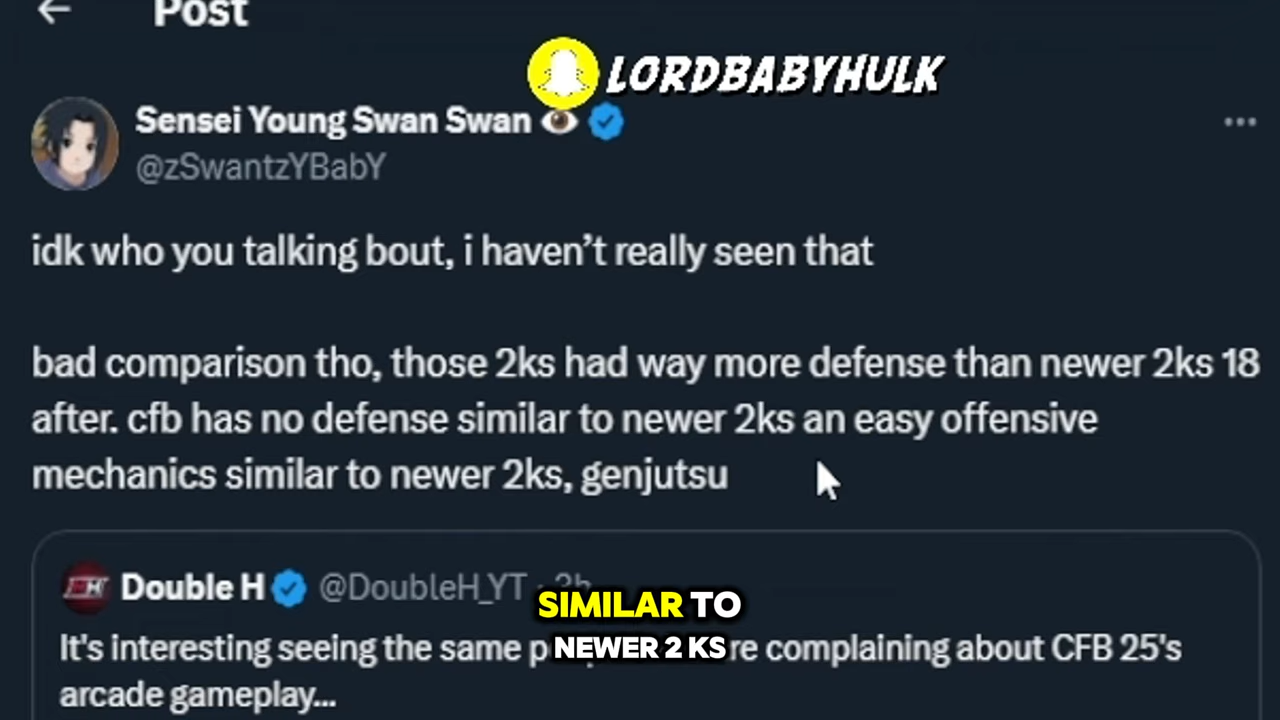 Post
LORDBABYHULK
Sensei Young Swan Swan
@zSwantzYBabY
idk who you talking bout, i haven't really seen that
bad comparison tho, those 2ks had way more defense than newer 2ks 18
after. cfb has no defense similar to newer 2ks an easy offensive
mechanics similar to newer 2ks, genjutsu
Double H @DoubleH_YT
SIMILAR TO
NEWER 2 KS
It's interesting seeing the same complaining about CFB 25's
arcade gameplay...